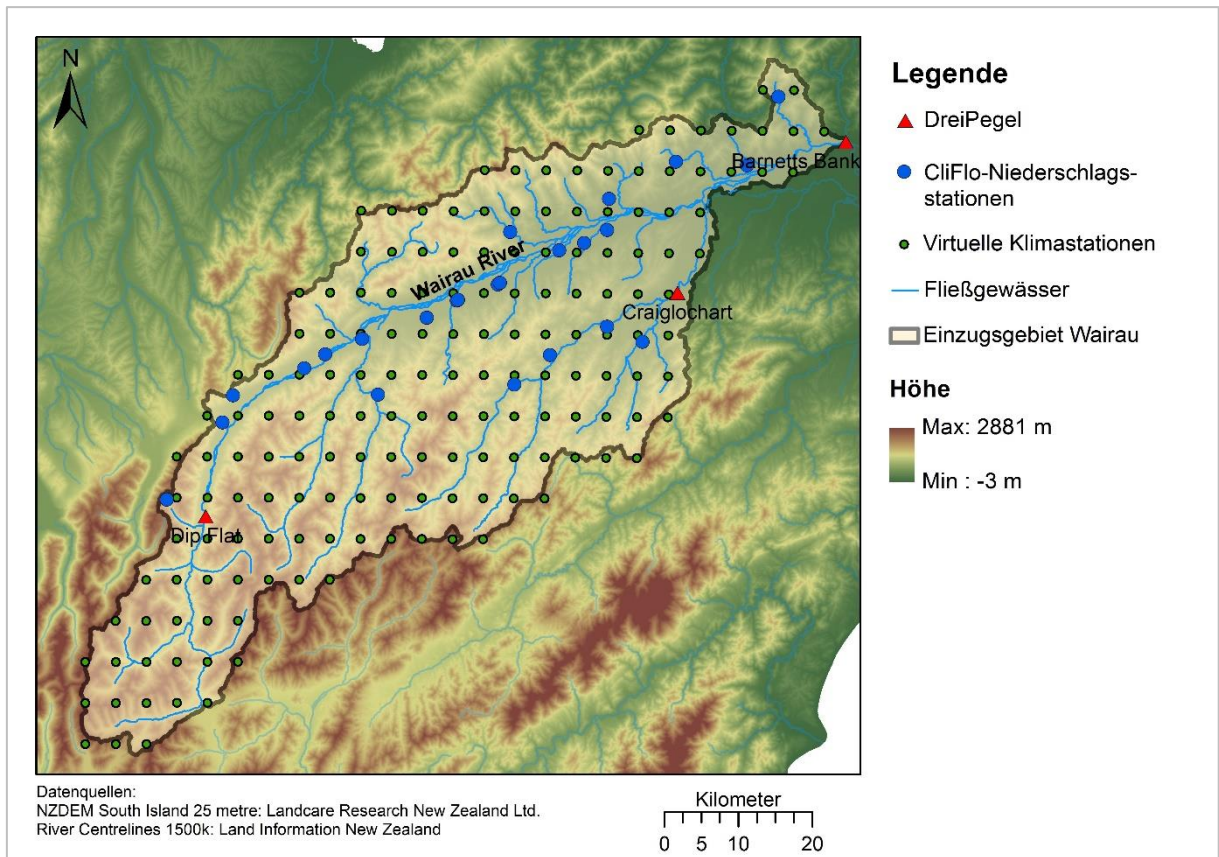 N
Barnetts Bank
Wairau River
Craiglochart
Dip Flat
Legende
DreiPegel
CliFlo-Niederschlags-
stationen
Virtuelle Klimastationen
Fließgewässer
Einzugsgebiet Wairau
Höhe
Max: 2881 m
Min : -3 m
Datenquellen:
NZDEM South Island 25 metre: Landcare Research New Zealand Ltd.
River Centrelines 1500k: Land Information New Zealand
Kilometer
0 5 10 20